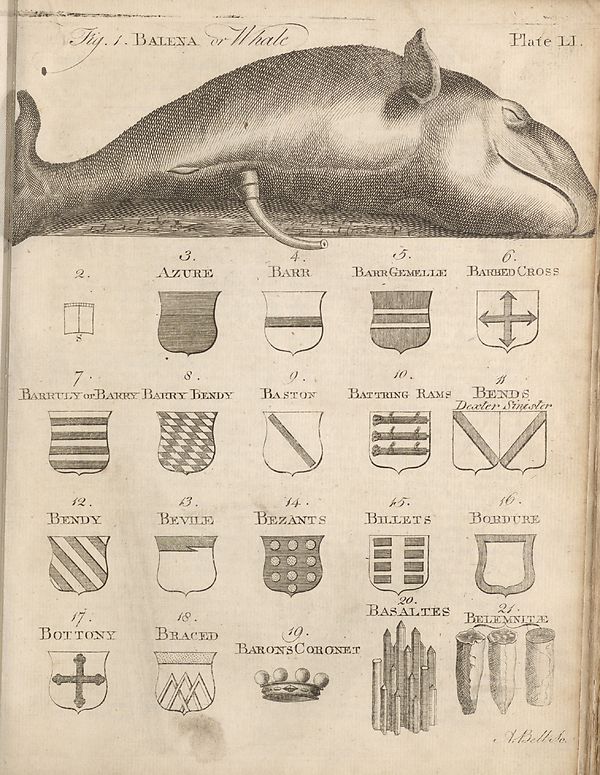 Fig. 1. BALENA or Whale
Plate LI.
2.
S
3.
AZURE
4.
BARR
5.
BARR GEMELLÆ
6.
BARBED CROSS
7.
BARRULY or BARRY
8.
BARRY BENDY
9.
BASTON
10.
BATTRING RAMS
11
BENDS
Dexter Sinister
12.
BENDY
13.
BEVILE
14.
BEZANTS
15.
BILLETS
16.
BORDURE
17.
BOTTONY
18.
BRACED
19.
BARONS CORONET
20.
BASALTES
21.
BELEMNITÆ
A. Bell Sc.